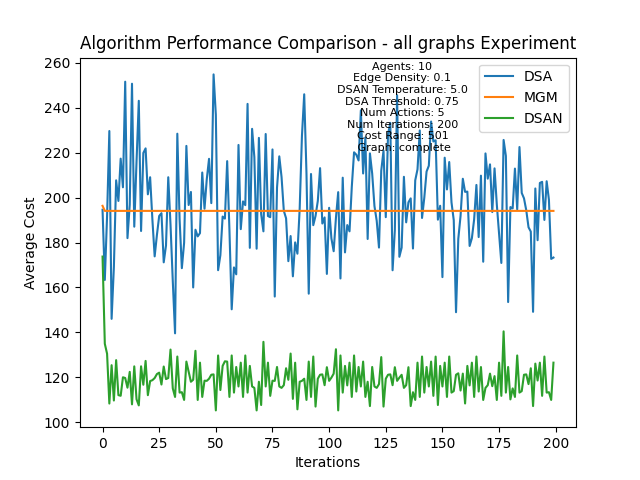 Algorithm Performance Comparison - all graphs Experiment
Agents: 10
Edge Density: 0.1
DSAN Temperature: 5.0
DSA Threshold: 0.75
Num Actions: 5
Num Iterations: 200
Cost Range: 501
Graph: complete
DSA
MGM
DSAN
Average Cost
260
240
220
200
180
160
140
120
100
0 25 50 75 100 125 150 175 200
Iterations